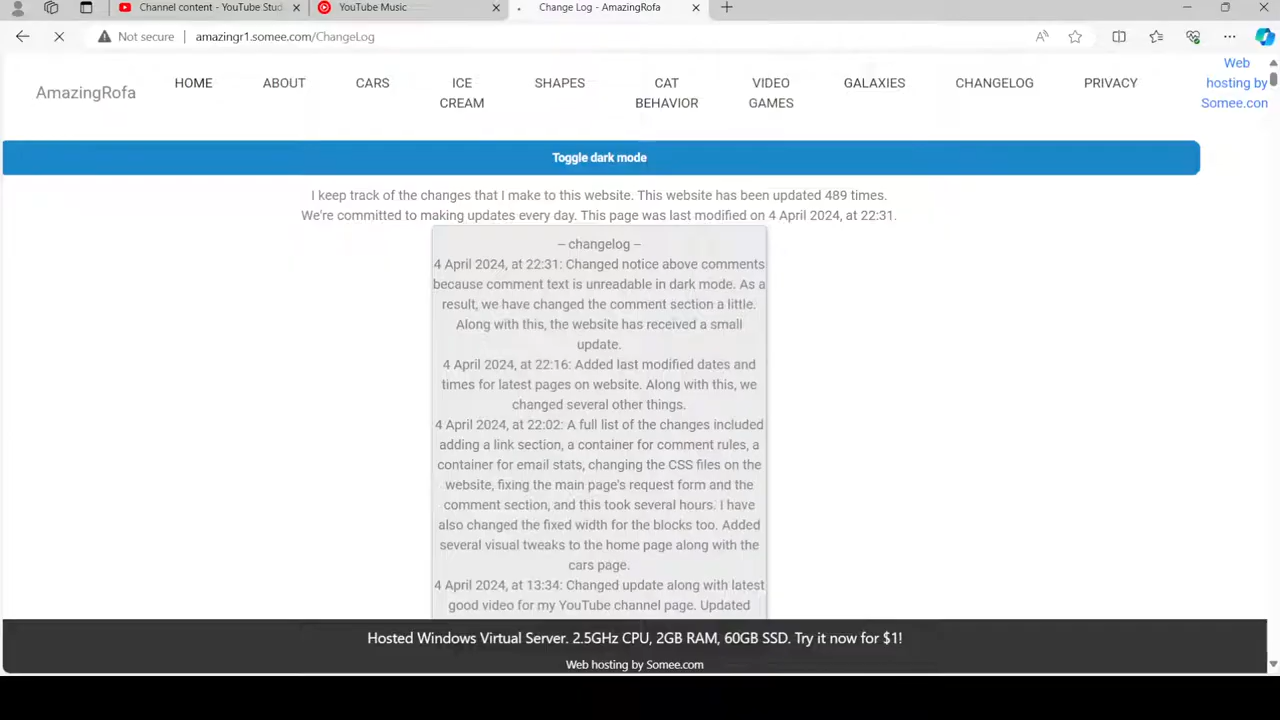 Channel content - YouTube Stud
YouTube Music
Change Log - AmazingRofa
Not secure
amazingr1.somee.com/ChangeLog
AmazingRofa
HOME
ABOUT
CARS
ICE
CREAM
SHAPES
CAT
BEHAVIOR
VIDEO
GAMES
GALAXIES
CHANGELOG
PRIVACY
Web
hosting by
Somee.con
Toggle dark mode
I keep track of the changes that I make to this website. This website has been updated 489 times.
We're committed to making updates every day. This page was last modified on 4 April 2024, at 22:31.
– changelog –
4 April 2024, at 22:31: Changed notice above comments
because comment text is unreadable in dark mode. As a
result, we have changed the comment section a little.
Along with this, the website has received a small
update.
4 April 2024, at 22:16: Added last modified dates and
times for latest pages on website. Along with this, we
changed several other things.
4 April 2024, at 22:02: A full list of the changes included
adding a link section, a container for comment rules, a
container for email stats, changing the CSS files on the
website, fixing the main page's request form and the
comment section, and this took several hours. I have
also changed the fixed width for the blocks too. Added
several visual tweaks to the home page along with the
cars page.
4 April 2024, at 13:34: Changed update along with latest
good video for my YouTube channel page. Updated
Hosted Windows Virtual Server. 2.5GHz CPU, 2GB RAM, 60GB SSD. Try it now for $1!
Web hosting by Somee.com